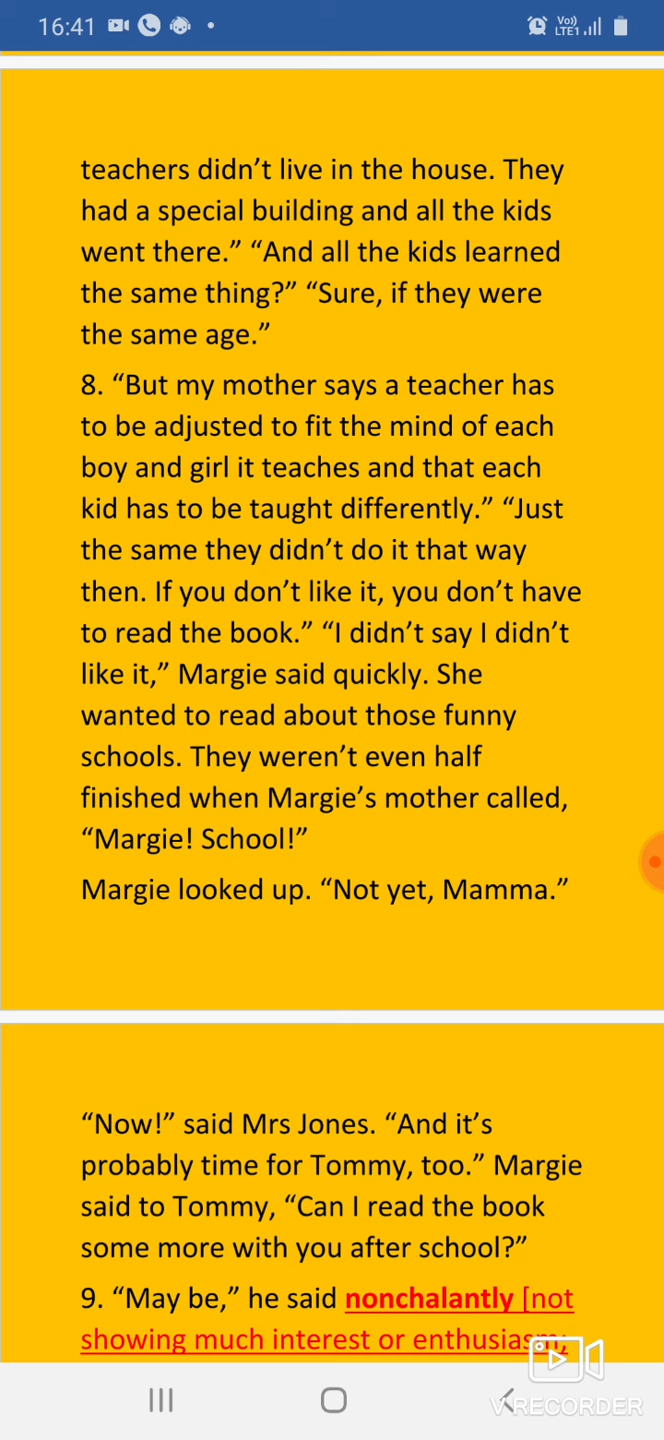 16:41
Vo)
LTE1
teachers didn’t live in the house. They
had a special building and all the kids
went there.” “And all the kids learned
the same thing?” “Sure, if they were
the same age.”
8. “But my mother says a teacher has
to be adjusted to fit the mind of each
boy and girl it teaches and that each
kid has to be taught differently.” “Just
the same they didn’t do it that way
then. If you don’t like it, you don’t have
to read the book.” “I didn’t say I didn’t
like it,” Margie said quickly. She
wanted to read about those funny
schools. They weren’t even half
finished when Margie’s mother called,
“Margie! School!”
Margie looked up. “Not yet, Mamma.”
“Now!” said Mrs Jones. “And it’s
probably time for Tommy, too.” Margie
said to Tommy, “Can I read the book
some more with you after school?”
9. “May be,” he said nonchalantly [not
showing much interest or enthusiasm;
V RECORDER